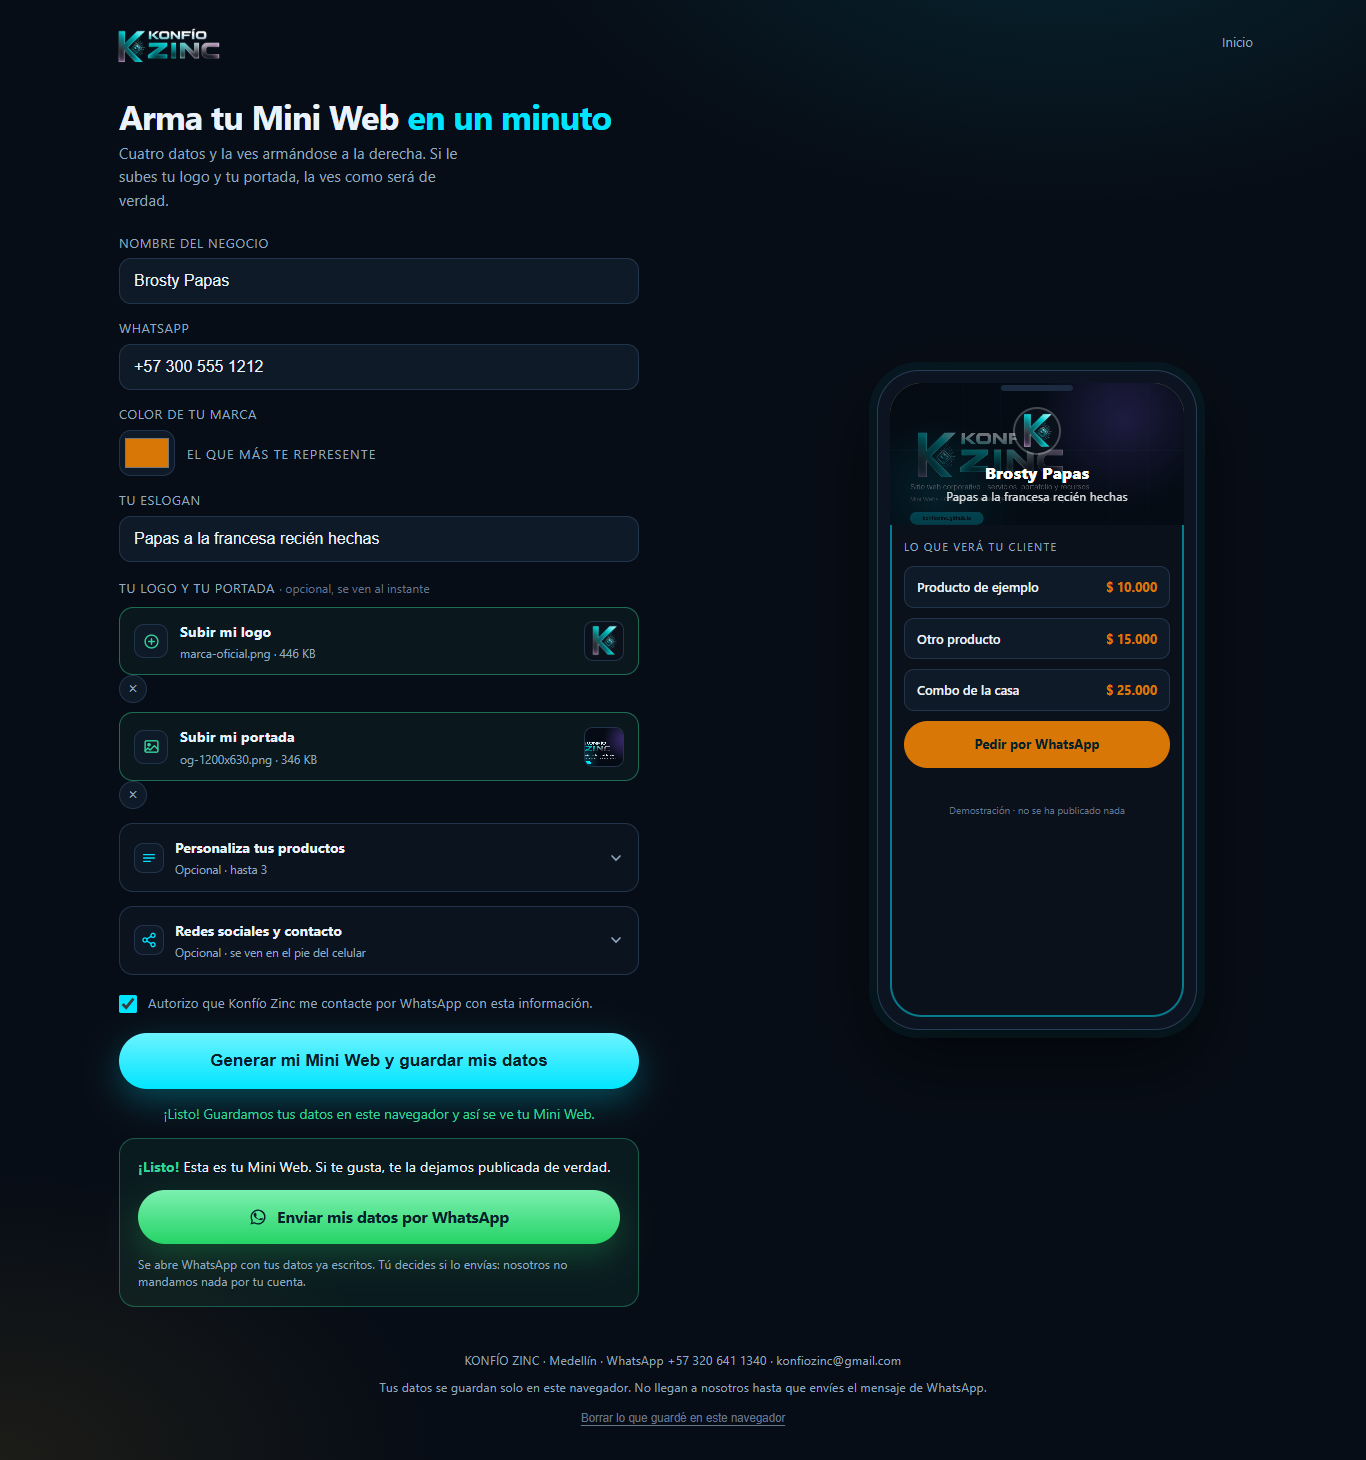 KONFÍO
ZINC
Inicio
Arma tu Mini Web en un minuto
Cuatro datos y la ves armándose a la derecha. Si le
subes tu logo y tu portada, la ves como será de
verdad.
NOMBRE DEL NEGOCIO
Brosty Papas
WHATSAPP
+57 300 555 1212
COLOR DE TU MARCA
EL QUE MÁS TE REPRESENTE
TU ESLOGAN
Papas a la francesa recién hechas
TU LOGO Y TU PORTADA · opcional, se ven al instante
Subir mi logo
marca-oficial.png · 446 KB
×
Subir mi portada
og-1200x630.png · 346 KB
×
Personaliza tus productos
Opcional · hasta 3
Redes sociales y contacto
Opcional · se ven en el pie del celular
Autorizo que Konfío Zinc me contacte por WhatsApp con esta información.
Generar mi Mini Web y guardar mis datos
¡Listo! Guardamos tus datos en este navegador y así se ve tu Mini Web.
¡Listo! Esta es tu Mini Web. Si te gusta, te la dejamos publicada de verdad.
Enviar mis datos por WhatsApp
Se abre WhatsApp con tus datos ya escritos. Tú decides si lo envías: nosotros no
mandamos nada por tu cuenta.
Brosty Papas
Sitio web corporativo · servicios, portafolio y recursos
Papas a la francesa recién hechas
LO QUE VERÁ TU CLIENTE
Producto de ejemplo $ 10.000
Otro producto $ 15.000
Combo de la casa $ 25.000
Pedir por WhatsApp
Demostración · no se ha publicado nada
KONFÍO ZINC · Medellín · WhatsApp +57 320 641 1340 · konfiozinc@gmail.com
Tus datos se guardan solo en este navegador. No llegan a nosotros hasta que envíes el mensaje de WhatsApp.
Borrar lo que guardé en este navegador